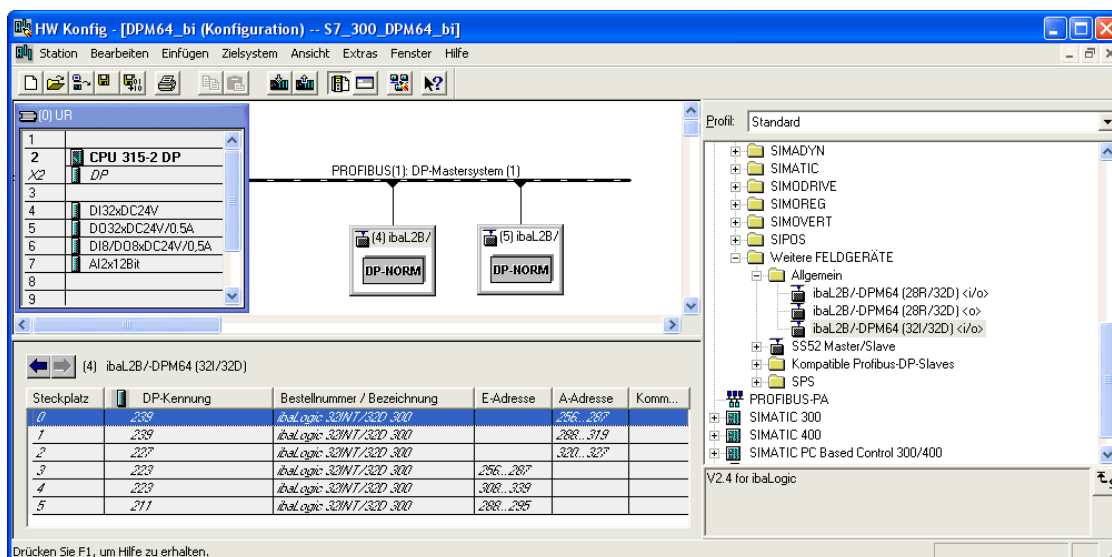 HW Konfig - [DPM64_bi (Konfiguration) -- S7_300_DPM64_bi]
Station Bearbeiten Einfügen Zielsystem Ansicht Extras Fenster Hilfe
(0) UR
1
2 CPU 315-2 DP
X2 DP
3
4 DI32xDC24V
5 DO32xDC24V/0.5A
6 DI8/DO8xDC24V/0,5A
7 AI2x12Bit
8
9
PROFIBUS(1): DP-Mastersystem (1)
(4) ibaL2B/
DP-NORM
(5) ibaL2B/
DP-NORM
Profil: Standard
SIMADYN
SIMATIC
SIMODRIVE
SIMOREG
SIMOVERT
SIPOS
Weitere FELDGERÄTE
Allgemein
ibaL2B/-DPM64 (28R/32D) <i/o>
ibaL2B/-DPM64 (28R/32D) <o>
ibaL2B/-DPM64 (32I/32D) <i/o>
SS52 Master/Slave
Kompatible Profibus-DP-Slaves
SPS
PROFIBUS-PA
SIMATIC 300
SIMATIC 400
SIMATIC PC Based Control 300/400
V2.4 for ibaLogic
(4) ibaL2B/-DPM64 (32I/32D)
Steckplatz DP-Kennung Bestellnummer / Bezeichnung E-Adresse A-Adresse Komm...
0 239 ibaLogic 32INT/32D 300 256...287
1 239 ibaLogic 32INT/32D 300 288...319
2 227 ibaLogic 32INT/32D 300 320...327
3 223 ibaLogic 32INT/32D 300 256...287
4 223 ibaLogic 32INT/32D 300 308...339
5 211 ibaLogic 32INT/32D 300 288...295
Drücken Sie F1, um Hilfe zu erhalten.